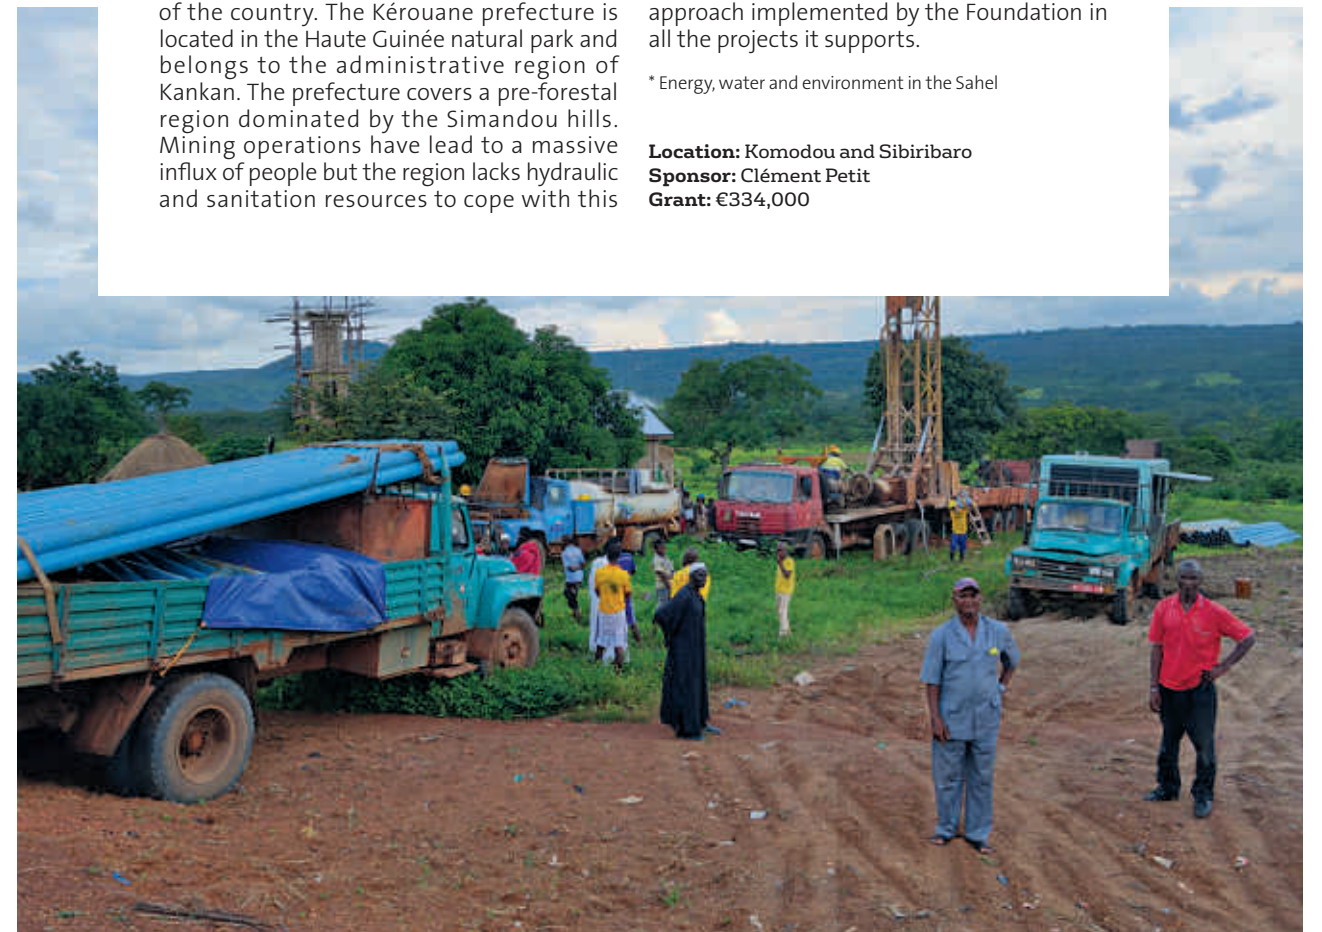 of the country. The Kérouane prefecture is
located in the Haute Guinée natural park and
belongs to the administrative region of
Kankan. The prefecture covers a pre-forestal
region dominated by the Simandou hills.
Mining operations have lead to a massive
influx of people but the region lacks hydraulic
and sanitation resources to cope with this
approach implemented by the Foundation in
all the projects it supports.
* Energy, water and environment in the Sahel
Location: Komodou and Sibiribaro
Sponsor: Clément Petit
Grant: €334,000